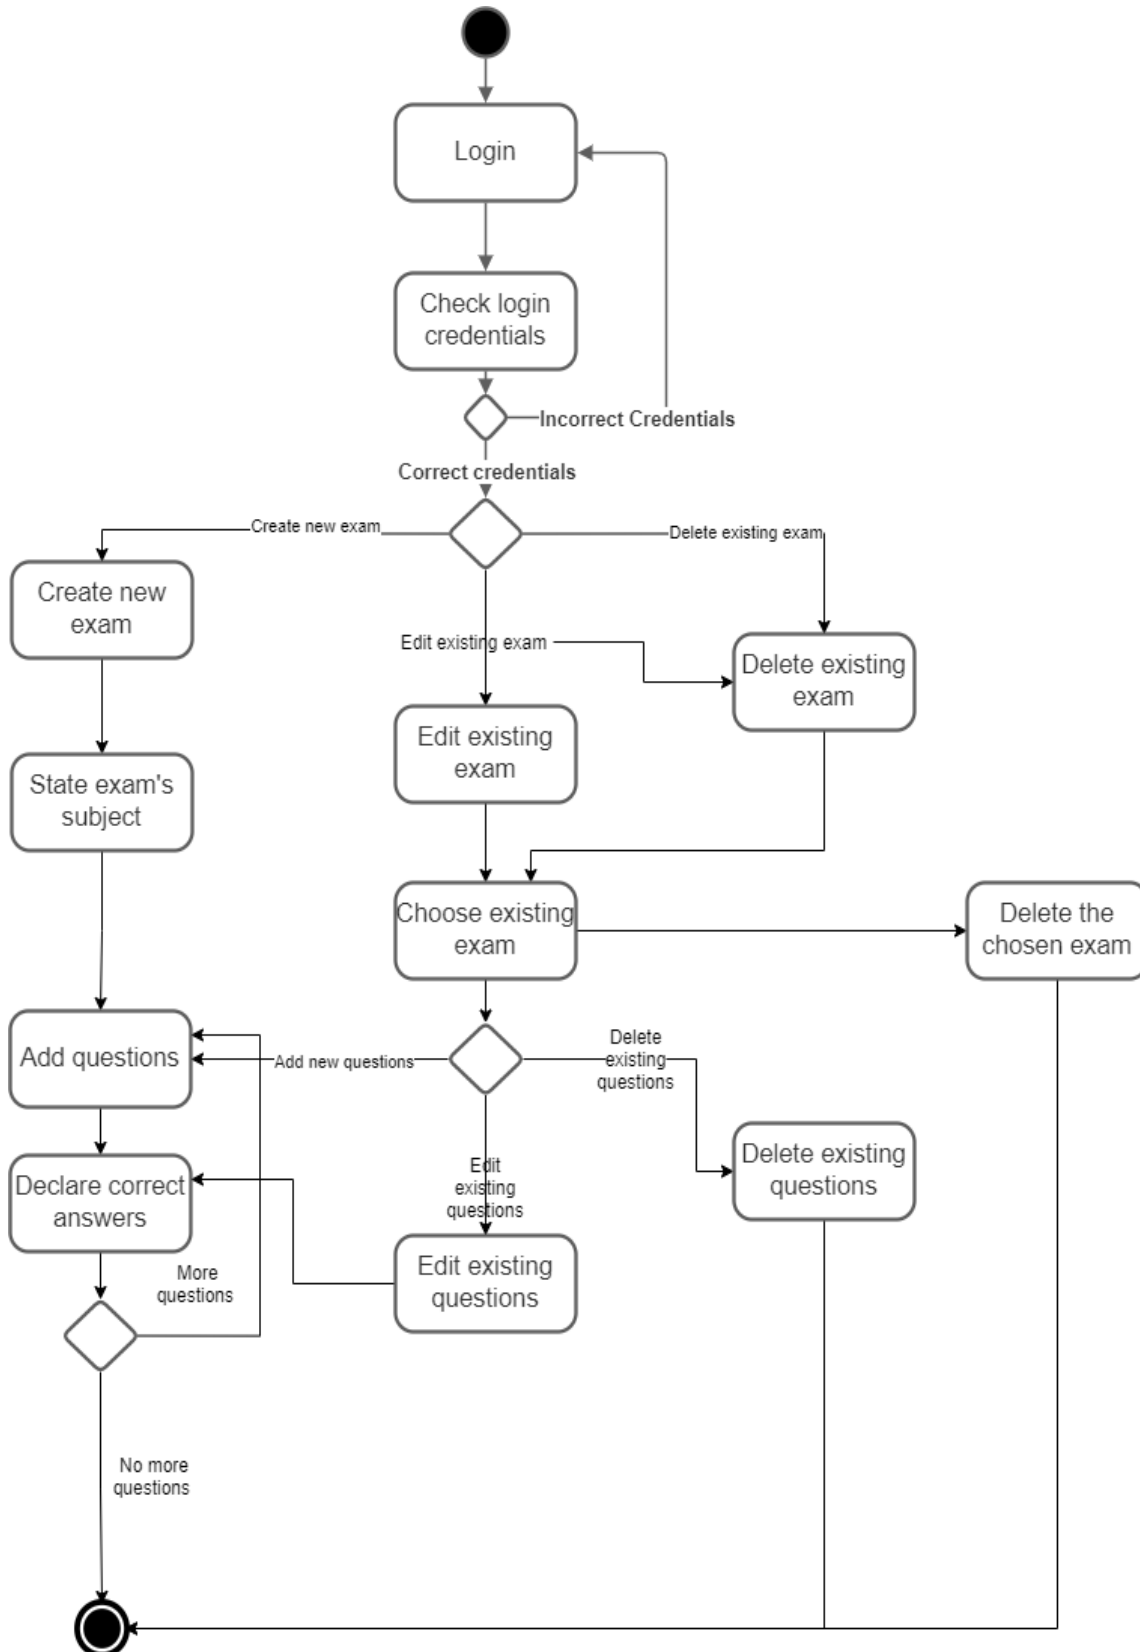 Login
Check login
credentials
Incorrect Credentials
Correct credentials
Create new exam
Delete existing exam
Create new
exam
Edit existing exam
Delete existing
exam
Edit existing
exam
State exam's
subject
Choose existing
exam
Delete the
chosen exam
Add questions
Add new questions
Delete
existing
questions
Declare correct
answers
Edit
existing
questions
Delete existing
questions
More
questions
Edit existing
questions
No more
questions